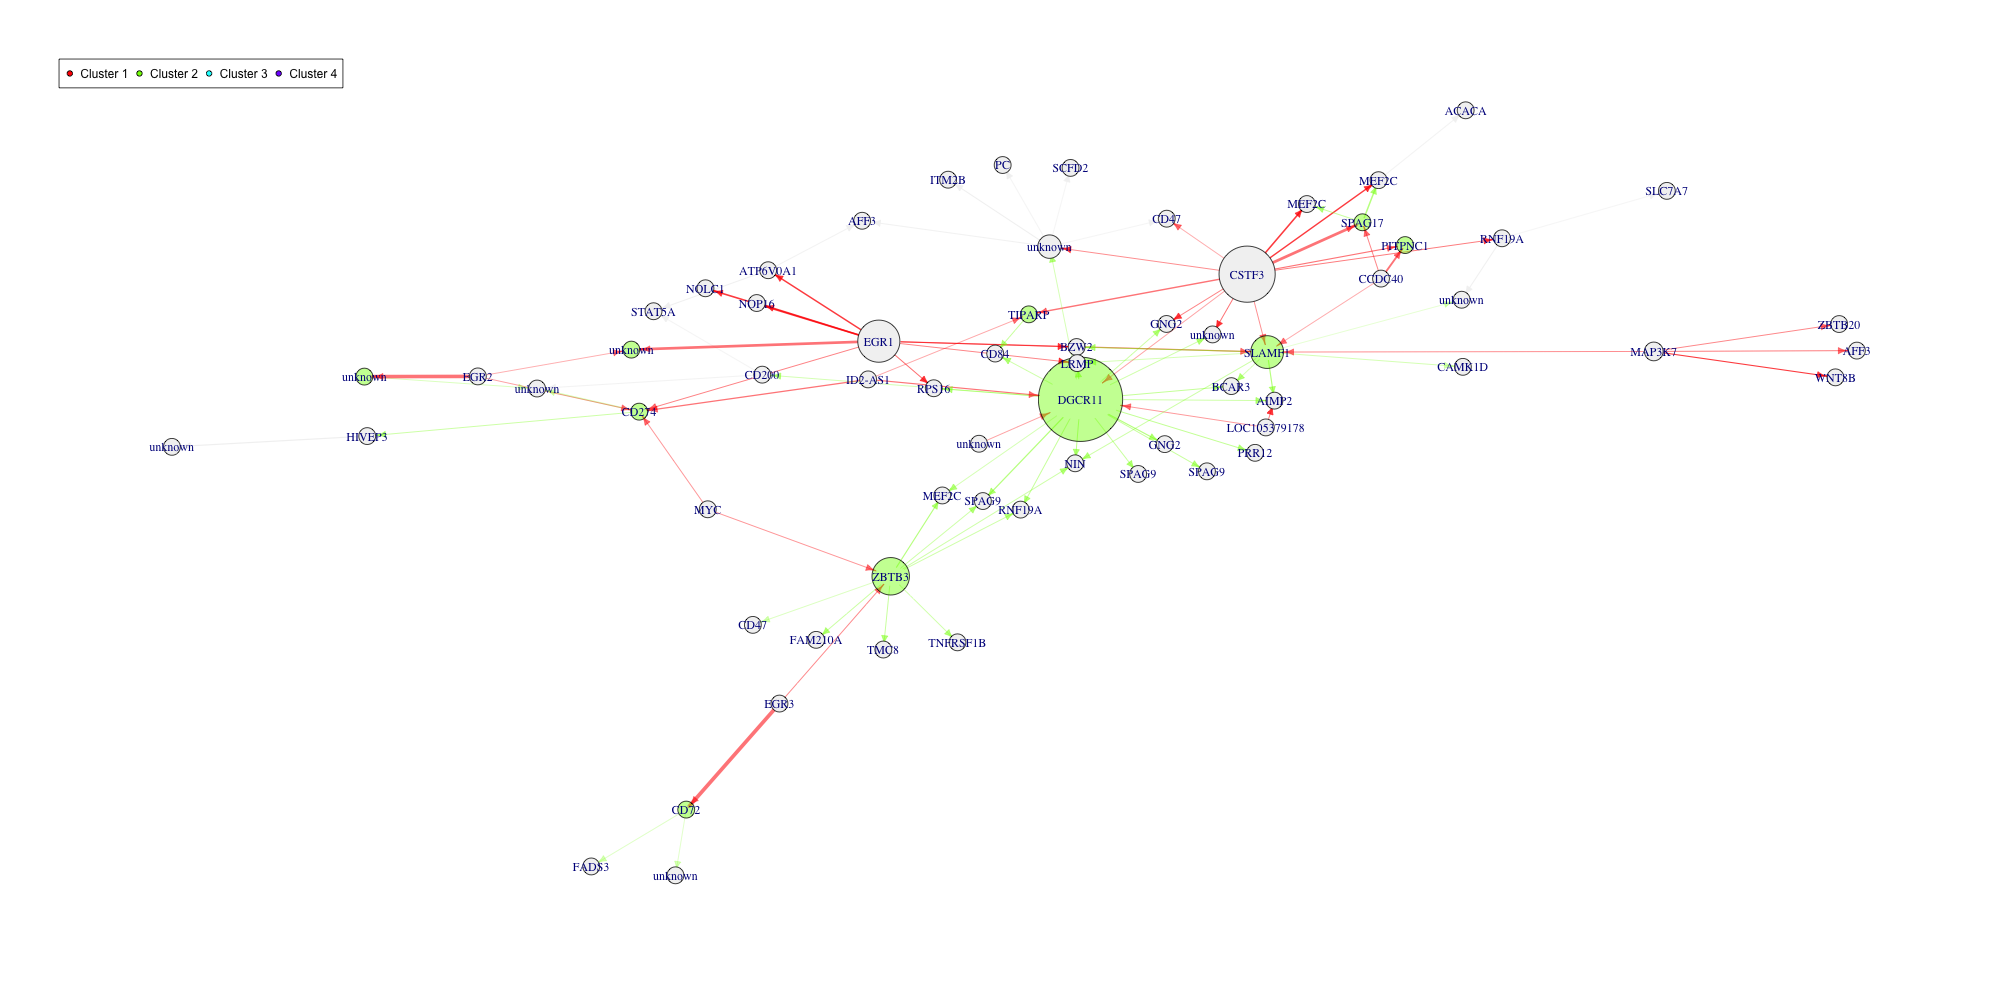 Cluster 1 Cluster 2 Cluster 3 Cluster 4
ACACA
PC
SCFD2
ITM2B
MEF2C
SLC7A7
MEF2C
AFF3
CD47
SPAG17
RNF19A
unknown
PITPNC1
ATP6V0A1
CSTF3
CCDC40
NOLC1
NOP16
unknown
STAT5A
TIPARP
GNG2
ZBTB20
unknown
EGR1
BZW2
unknown
CD84
SLAMF1
MAP3K7
AFF3
LRMP
CAMK1D
unknown
EGR2
CD200
ID2-AS1
WNT8B
unknown
RPS16
BCAR3
DGCR11
AIMP2
CD274
LOC105379178
HIVEP3
unknown
unknown
GNG2
PRR12
NIN
SPAG9
SPAG9
MEF2C
SPAG9
RNF19A
MYC
ZBTB3
CD47
FAM210A
TMC8
TNFRSF1B
EGR3
CD72
FADS3
unknown